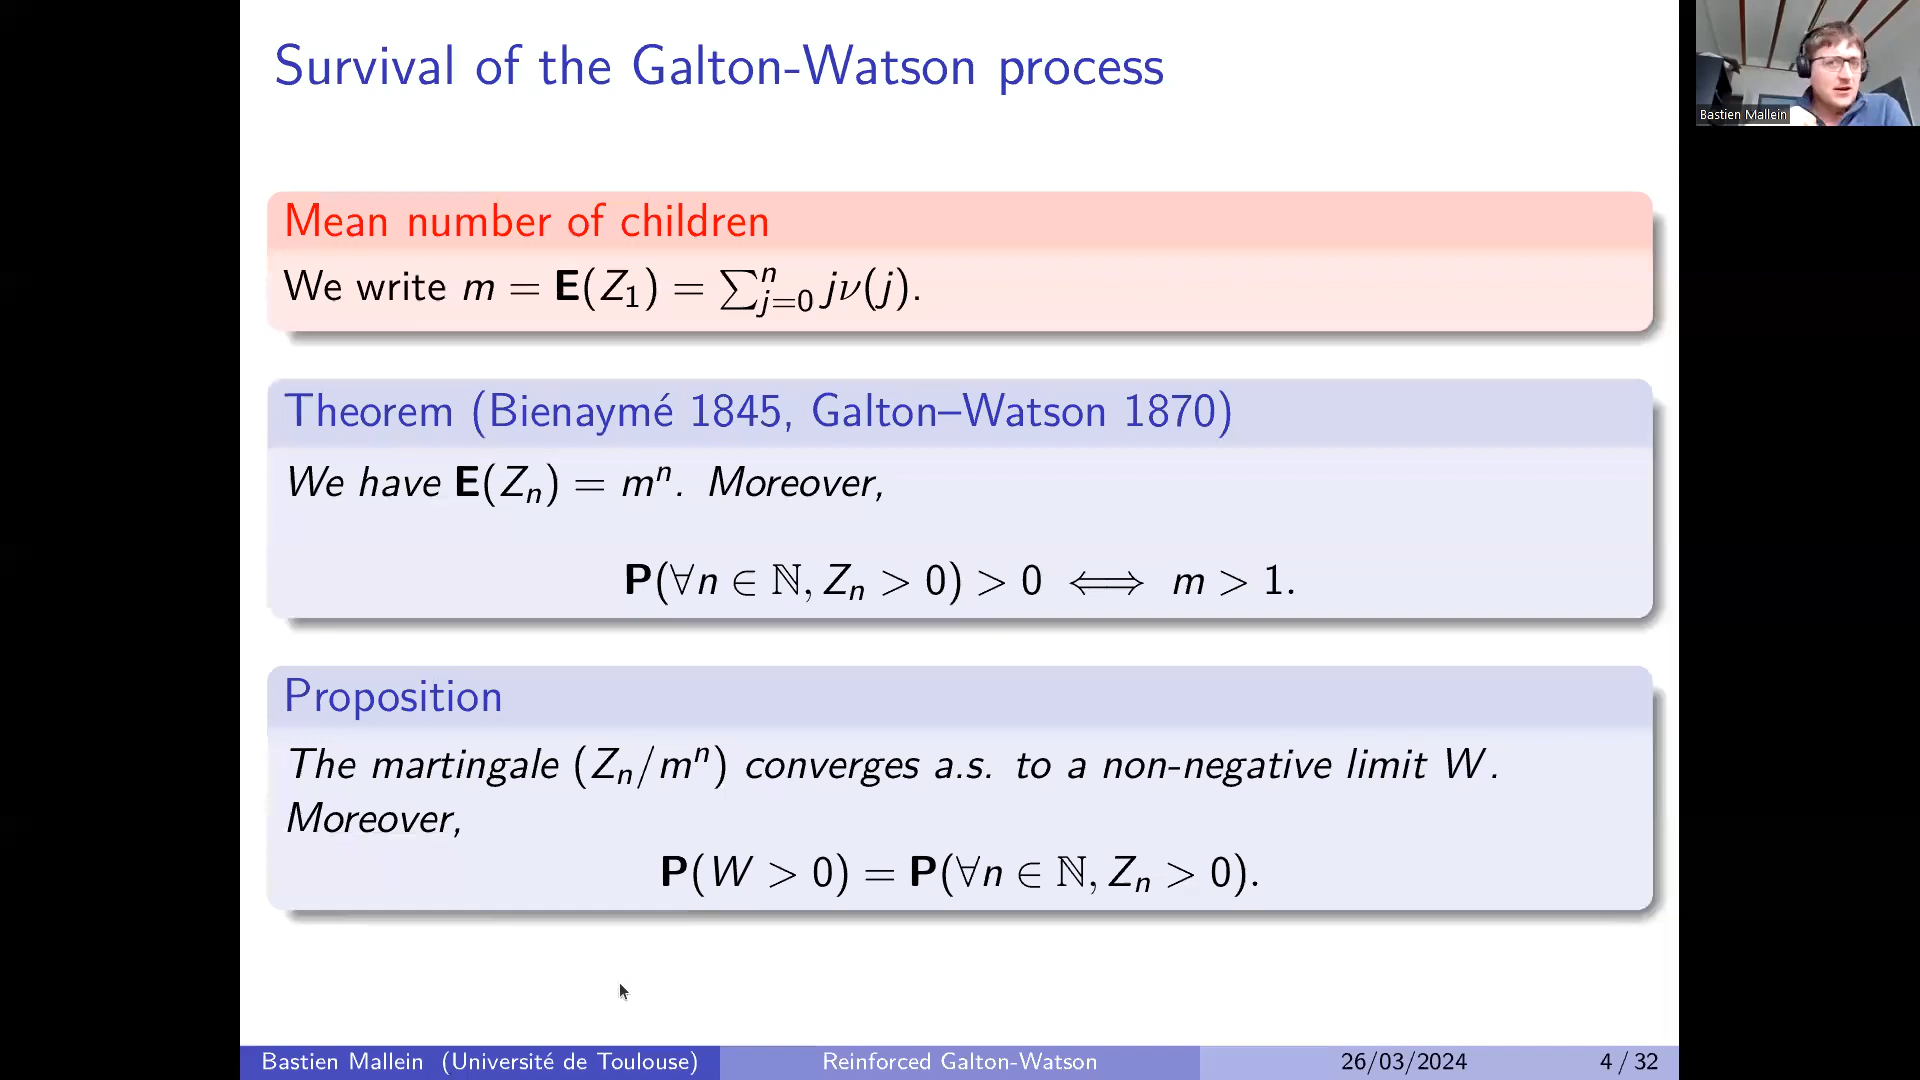 Survival of the Galton-Watson process
Bastien Mallein
Mean number of children
We write m = E(Z₁) = ∑ⁿⱼ₌₀ jν(j).
Theorem (Bienaymé 1845, Galton–Watson 1870)
We have E(Zₙ) = mⁿ. Moreover,
P(∀n ∈ ℕ, Zₙ > 0) > 0 ⟺ m > 1.
Proposition
The martingale (Zₙ/mⁿ) converges a.s. to a non-negative limit W.
Moreover,
P(W > 0) = P(∀n ∈ ℕ, Zₙ > 0).
Bastien Mallein (Université de Toulouse) Reinforced Galton-Watson 26/03/2024 4 / 32